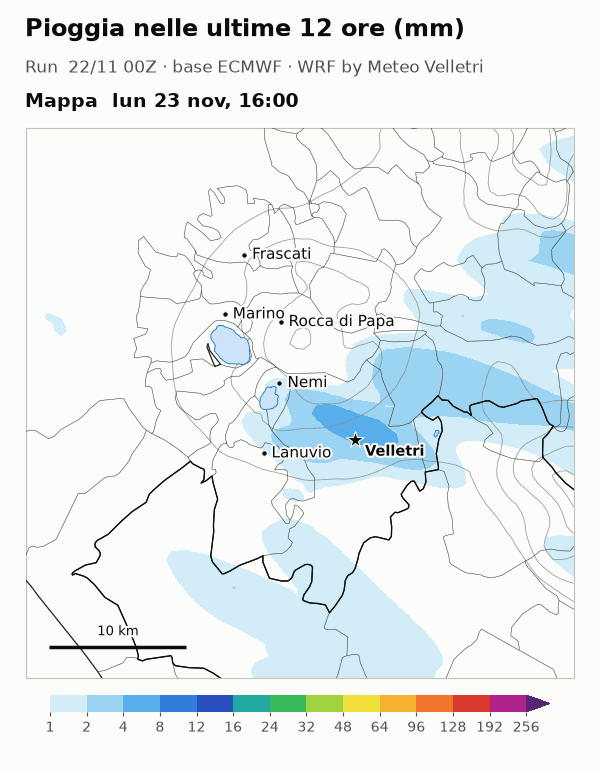 Pioggia nelle ultime 12 ore (mm)
Run  22/11 00Z · base ECMWF · WRF by Meteo Velletri
Mappa  lun 23 nov, 16:00
Frascati
Marino
Rocca di Papa
Nemi
Velletri
Lanuvio
10 km
1 2 4 8 12 16 24 32 48 64 96 128 192 256